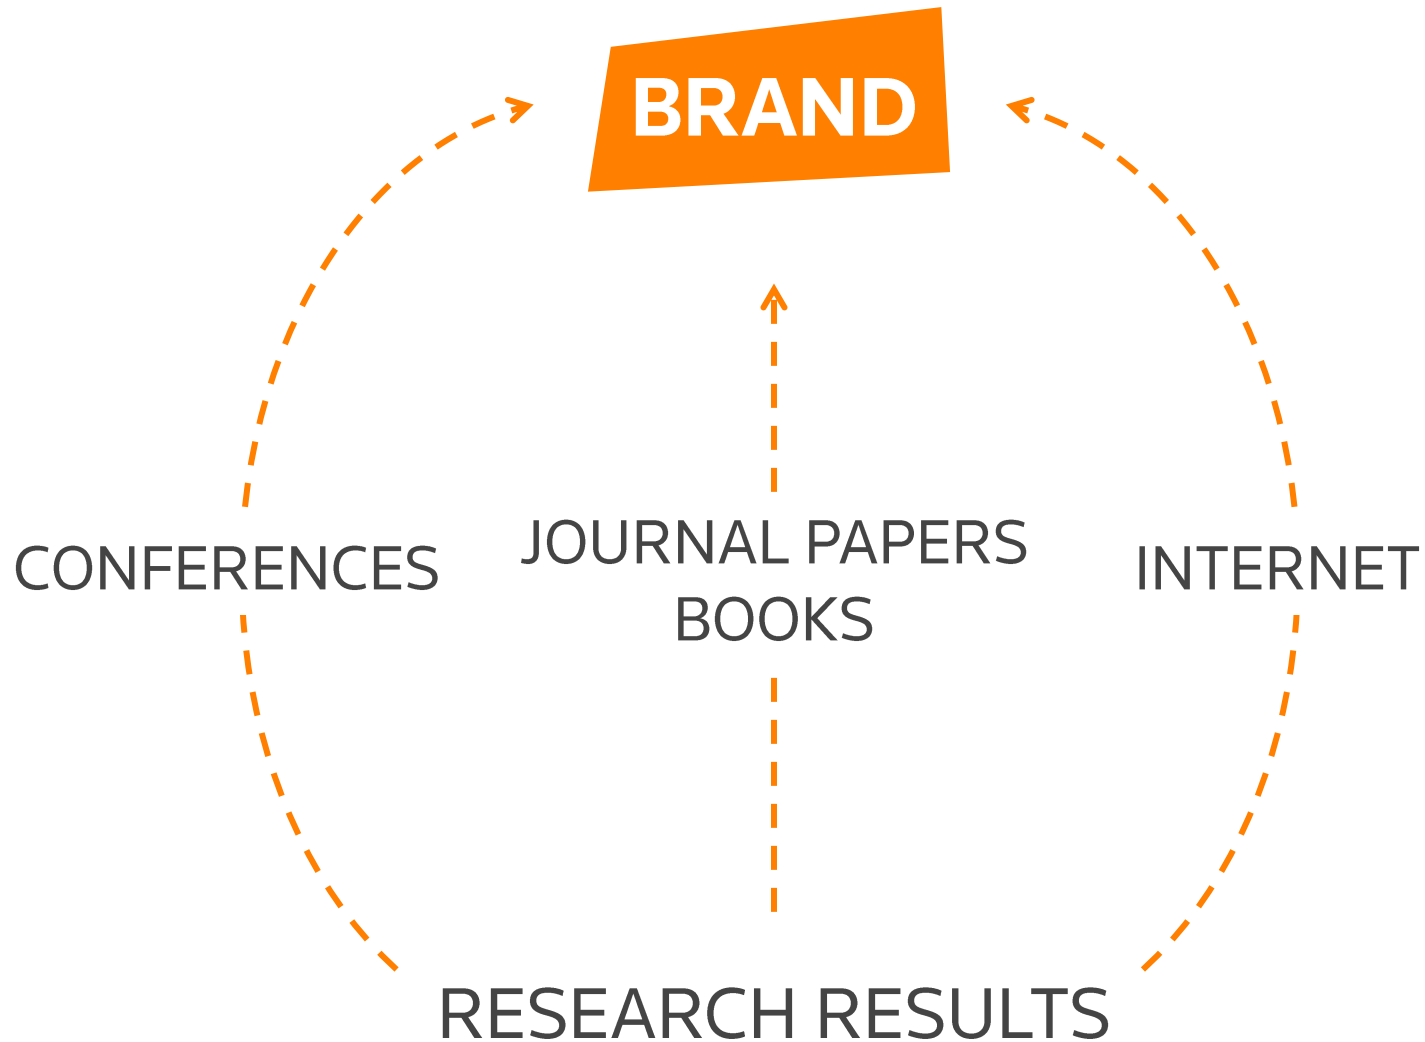 BRAND
CONFERENCES
JOURNAL PAPERS
BOOKS
INTERNET
RESEARCH RESULTS